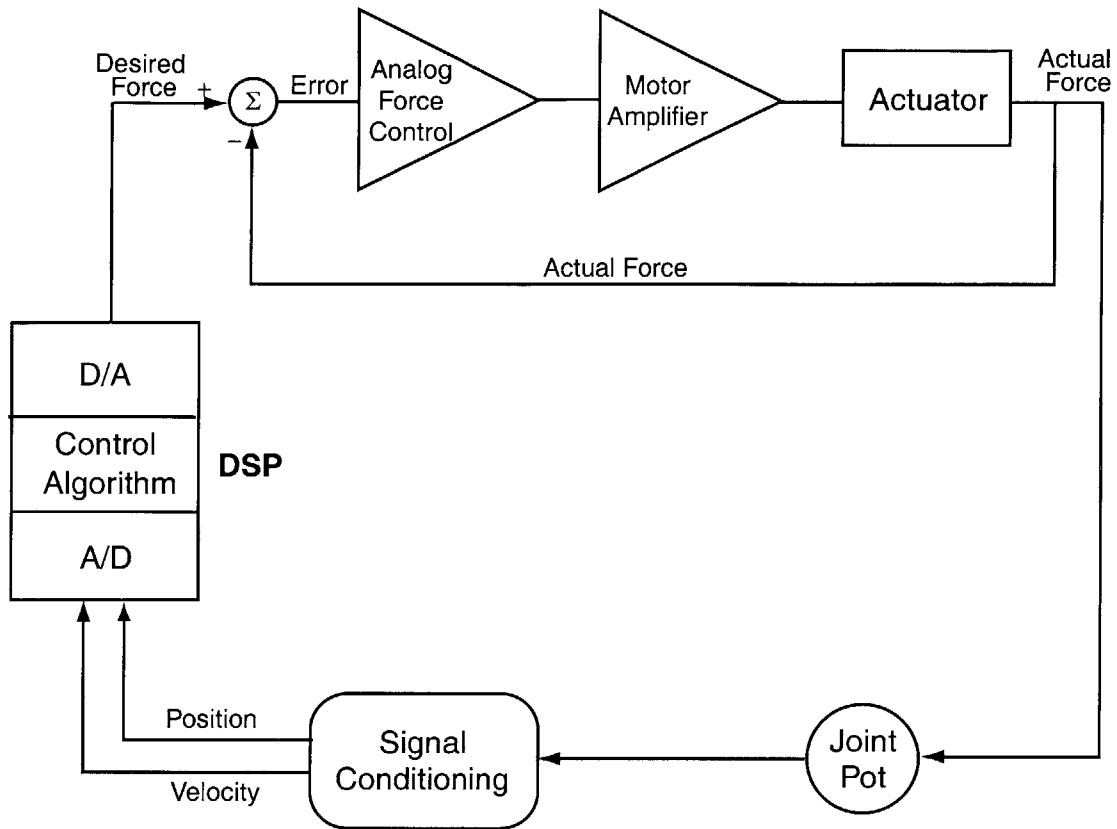 Desired
Force
+
Σ
−
Error
Analog
Force
Control
Motor
Amplifier
Actuator
Actual
Force
Actual Force
D/A
Control
Algorithm
DSP
A/D
Position
Velocity
Signal
Conditioning
Joint
Pot